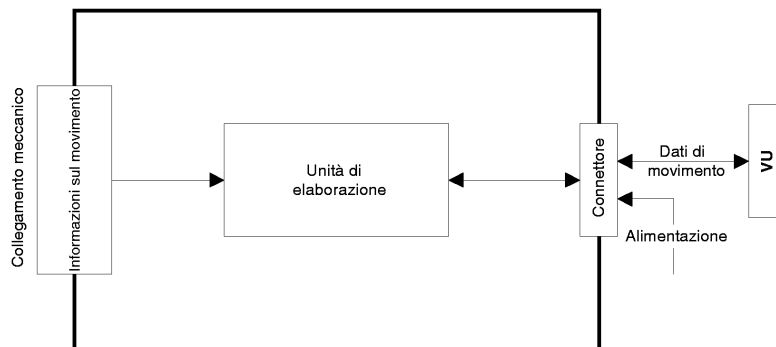 Collegamento meccanico
Informazioni sul movimento
Unità di
elaborazione
Connettore
Dati di
movimento
Alimentazione
VU